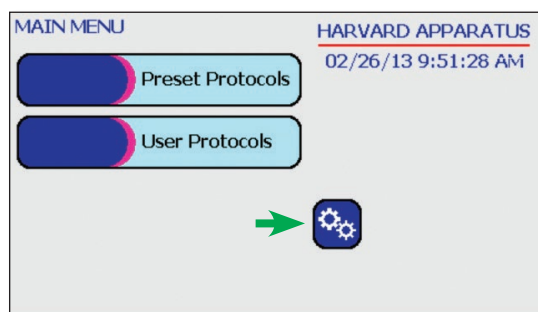 MAIN MENU
HARVARD APPARATUS
02/26/13 9:51:28 AM
Preset Protocols
User Protocols